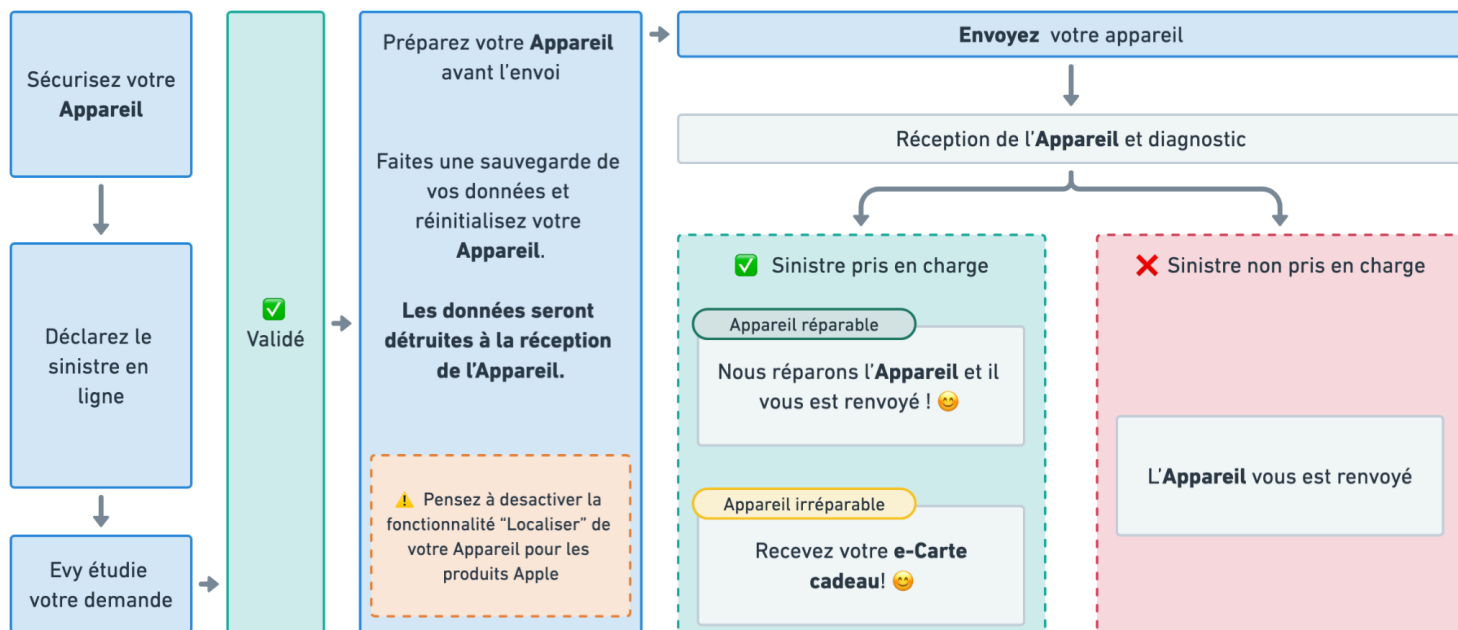 Sécurisez votre
Appareil
Déclarez le
sinistre en
ligne
Evy étudie
votre demande
✅
Validé
Préparez votre Appareil
avant l'envoi
Faites une sauvegarde de
vos données et
réinitialisez votre
Appareil.
Les données seront
détruites à la réception
de l'Appareil.
⚠️ Pensez à desactiver la
fonctionnalité “Localiser” de
votre Appareil pour les
produits Apple
Envoyez votre appareil
Réception de l'Appareil et diagnostic
✅ Sinistre pris en charge
Appareil réparable
Nous réparons l'Appareil et il
vous est renvoyé ! 😊
Appareil irréparable
Recevez votre e-Carte
cadeau! 😊
❌ Sinistre non pris en charge
L'Appareil vous est renvoyé